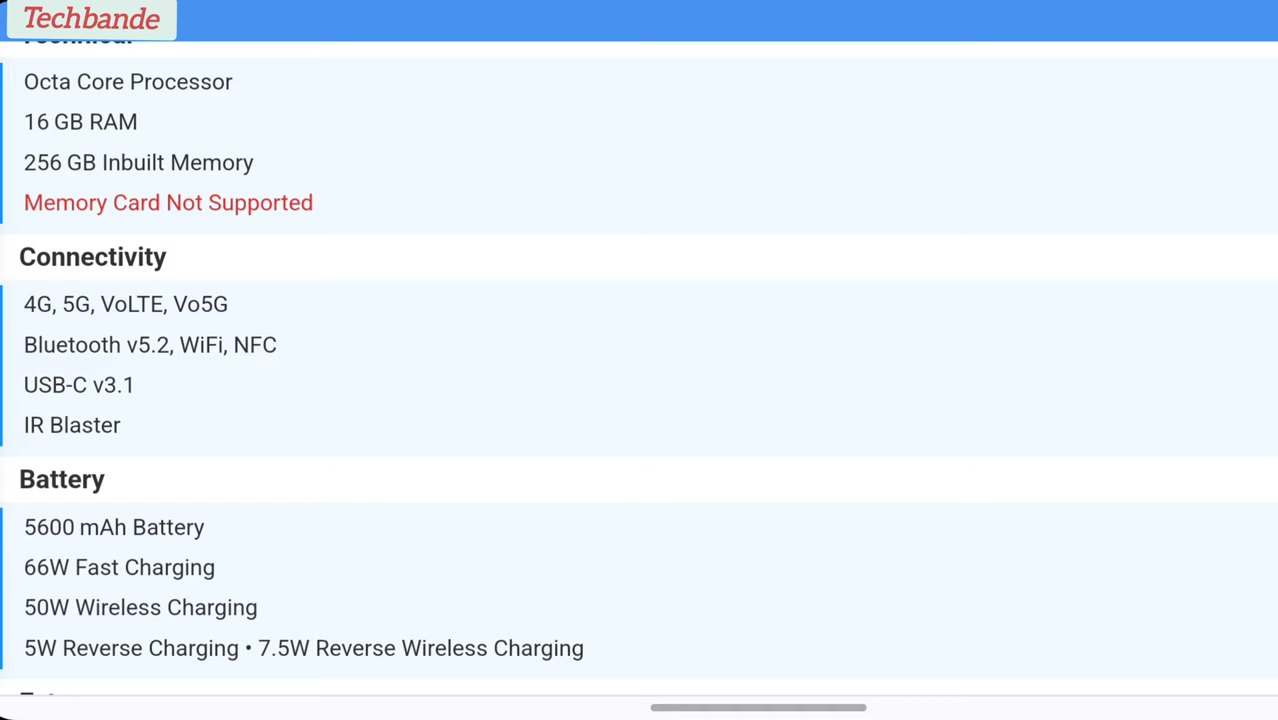 Techbande
Technical
Octa Core Processor
16 GB RAM
256 GB Inbuilt Memory
Memory Card Not Supported
Connectivity
4G, 5G, VoLTE, Vo5G
Bluetooth v5.2, WiFi, NFC
USB-C v3.1
IR Blaster
Battery
5600 mAh Battery
66W Fast Charging
50W Wireless Charging
5W Reverse Charging • 7.5W Reverse Wireless Charging